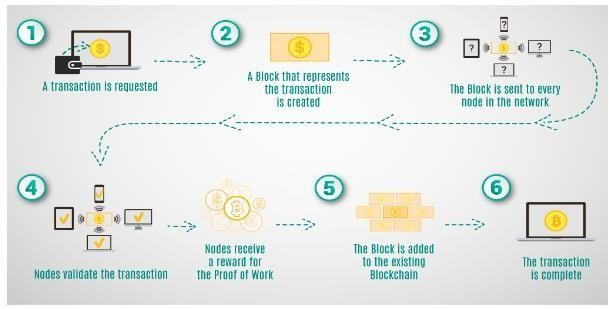 1
$
A transaction is requested
2
$
A Block that represents
the transaction
is created
3
?
?
$
?
The Block is sent to every
node in the network
4
$
Nodes validate the transaction
$
Nodes receive
a reward for
the Proof of Work
5
The Block is added
to the existing
Blockchain
6
The transaction
is complete